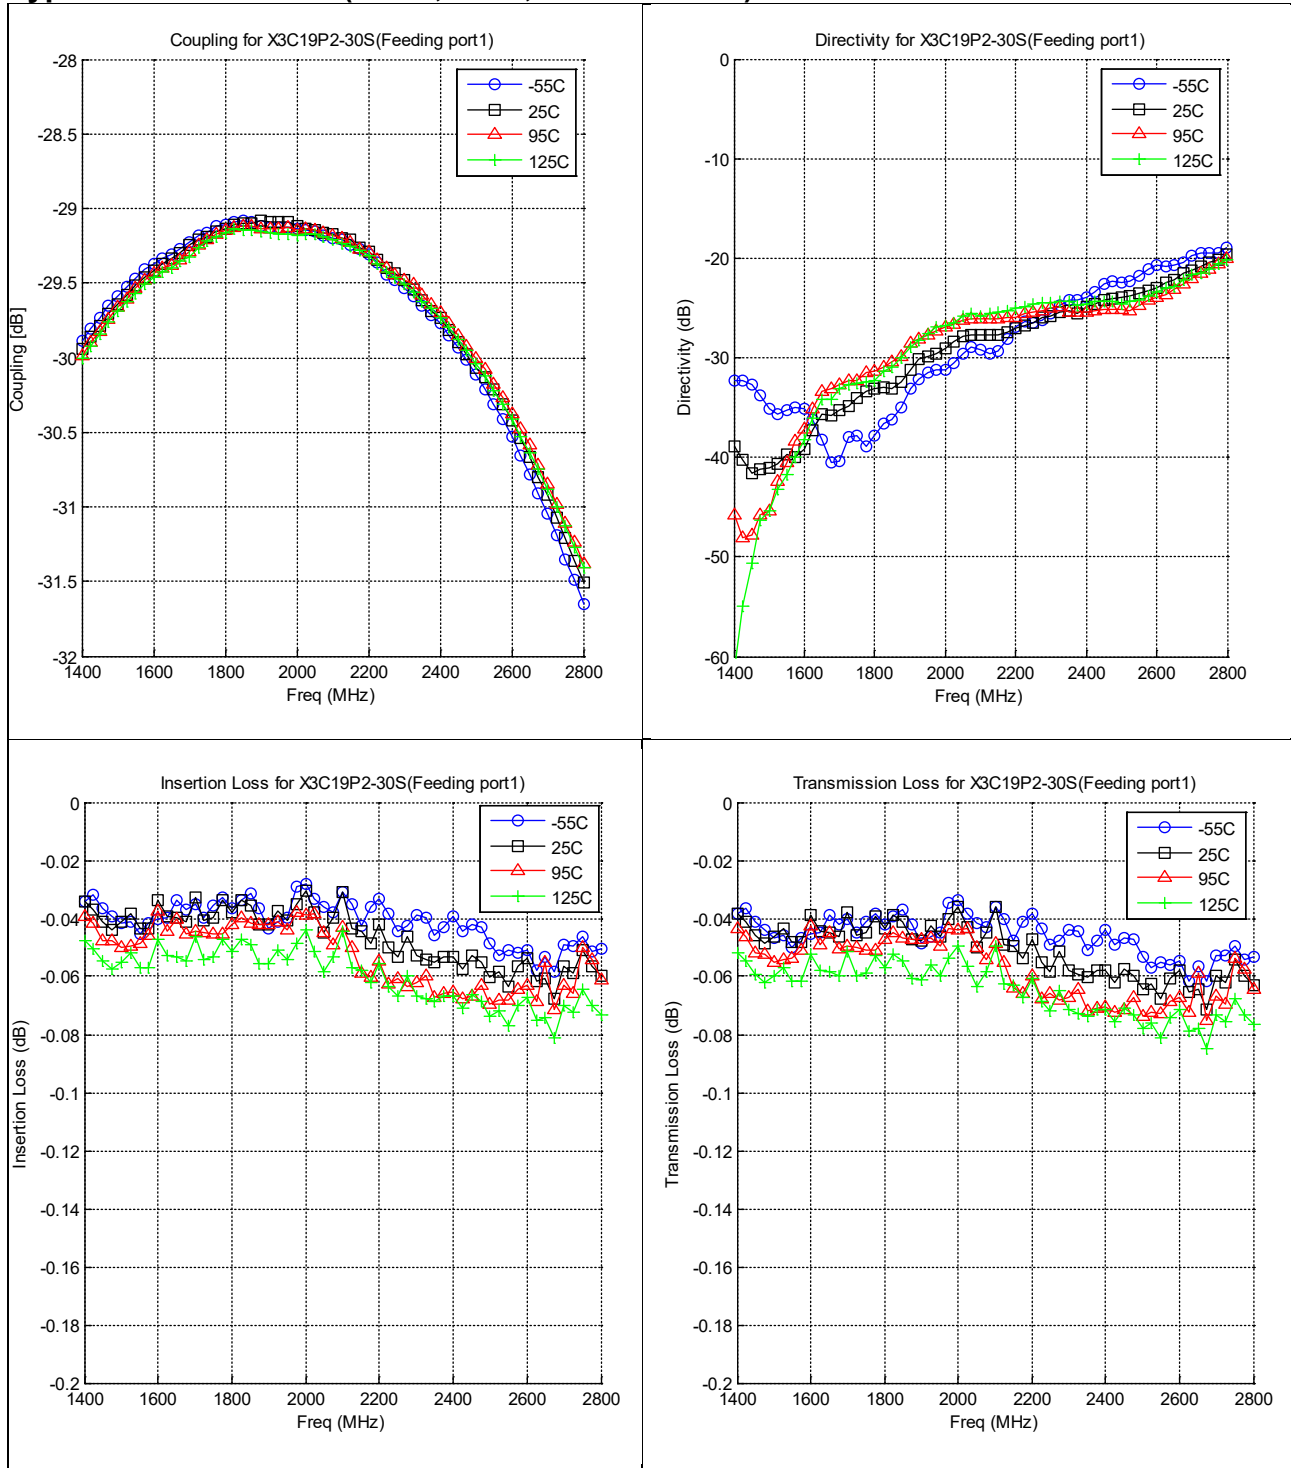 Coupling for X3C19P2-30S(Feeding port1)
-28
-28.5
-29
-29.5
-30
-30.5
-31
-31.5
-32
Coupling [dB]
-55C
25C
95C
125C
1400 1600 1800 2000 2200 2400 2600 2800
Freq (MHz)
Directivity for X3C19P2-30S(Feeding port1)
0
-10
-20
-30
-40
-50
-60
Directivity (dB)
-55C
25C
95C
125C
1400 1600 1800 2000 2200 2400 2600 2800
Freq (MHz)
Insertion Loss for X3C19P2-30S(Feeding port1)
0
-0.02
-0.04
-0.06
-0.08
-0.1
-0.12
-0.14
-0.16
-0.18
-0.2
Insertion Loss (dB)
-55C
25C
95C
125C
1400 1600 1800 2000 2200 2400 2600 2800
Freq (MHz)
Transmission Loss for X3C19P2-30S(Feeding port1)
0
-0.02
-0.04
-0.06
-0.08
-0.1
-0.12
-0.14
-0.16
-0.18
-0.2
Transmission Loss (dB)
-55C
25C
95C
125C
1400 1600 1800 2000 2200 2400 2600 2800
Freq (MHz)